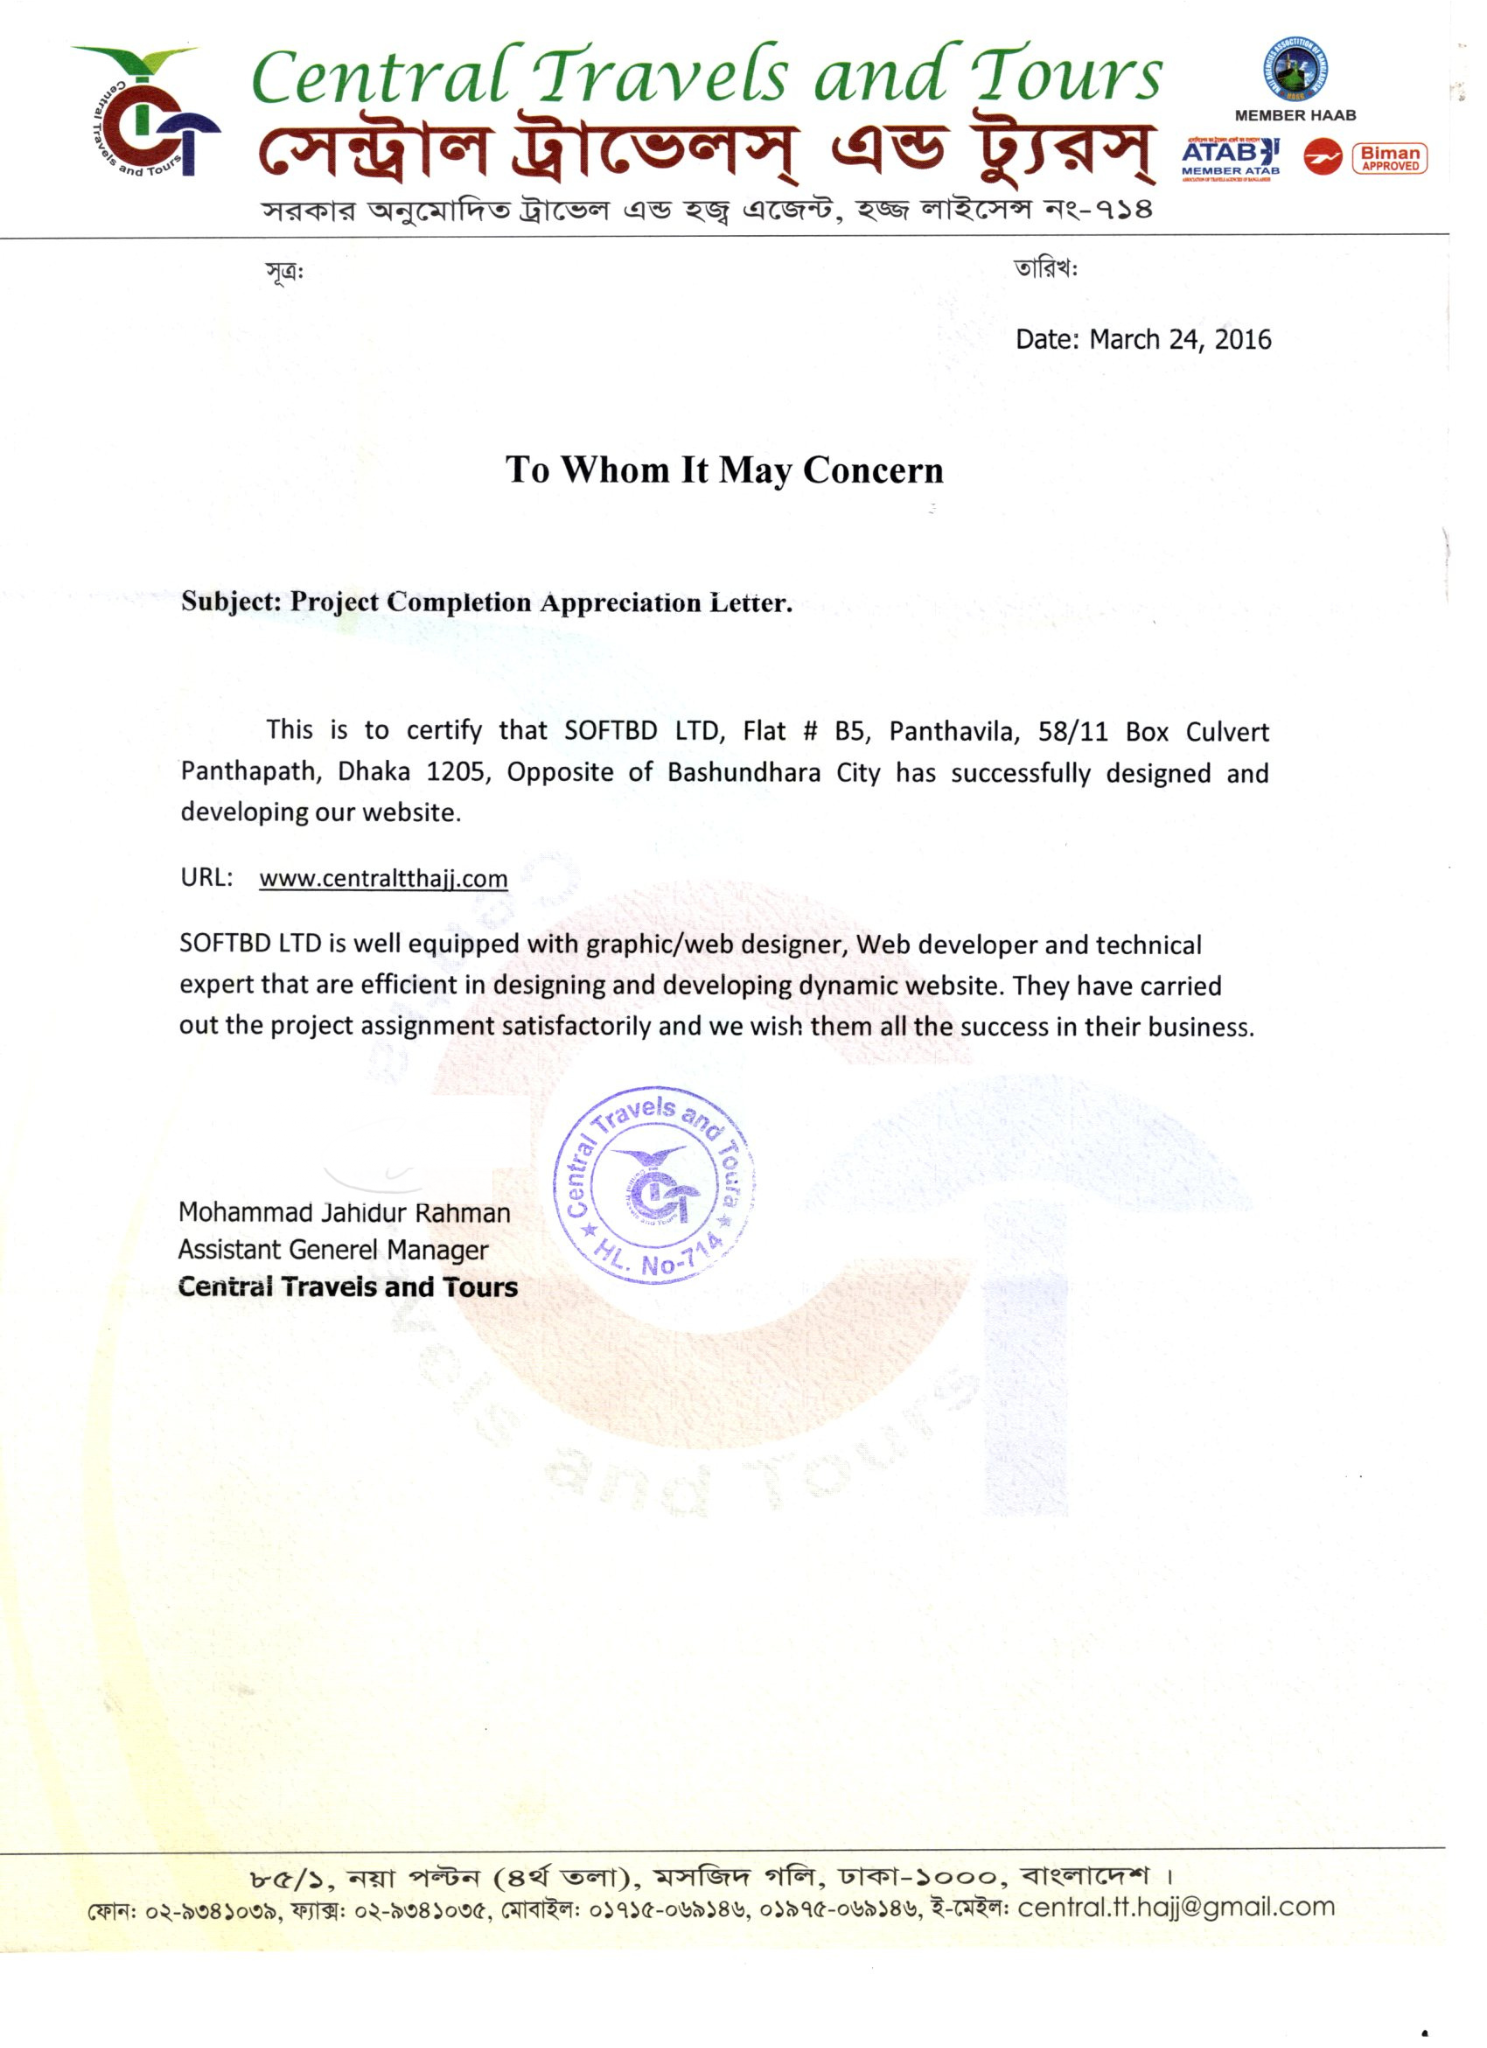 Central Travels and Tours
Central Travels and Tours
সেন্ট্রাল ট্রাভেলস্ এন্ড ট্যুরস্
সরকার অনুমোদিত ট্রাভেল এন্ড হজ্ব এজেন্ট, হজ্জ লাইসেন্স নং-৭১৪
MEMBER HAAB
ATAB
MEMBER ATAB
Biman
APPROVED
সূত্রঃ
তারিখঃ
Date: March 24, 2016
To Whom It May Concern
Subject: Project Completion Appreciation Letter.
This is to certify that SOFTBD LTD, Flat # B5, Panthavila, 58/11 Box Culvert
Panthapath, Dhaka 1205, Opposite of Bashundhara City has successfully designed and
developing our website.
URL: www.centraltthajj.com
SOFTBD LTD is well equipped with graphic/web designer, Web developer and technical
expert that are efficient in designing and developing dynamic website. They have carried
out the project assignment satisfactorily and we wish them all the success in their business.
Central Travels and Tours
HL. No-714
Mohammad Jahidur Rahman
Assistant Generel Manager
Central Travels and Tours
৮৫/১, নয়া পল্টন (৪র্থ তলা), মসজিদ গলি, ঢাকা-১০০০, বাংলাদেশ ।
ফোন: ০২-৯৩৪১০৩৯, ফ্যাক্স: ০২-৯৩৪১০৩৫, মোবাইল: ০১৭১৫-০৬৯১৪৬, ০১৯৭৫-০৬৯১৪৬, ই-মেইল: central.tt.hajj@gmail.com